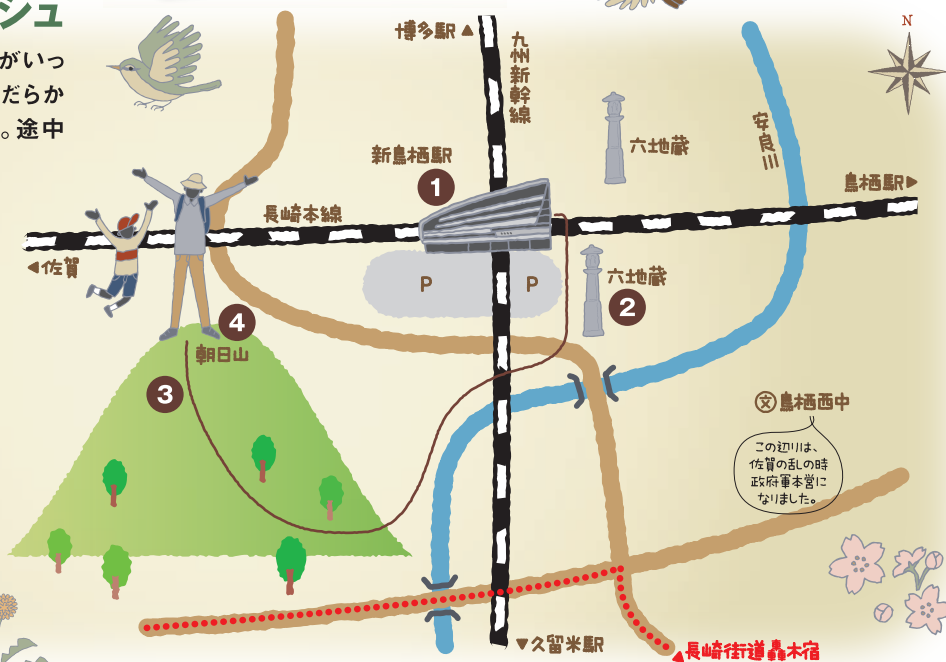 シュ
がいっ
だらか
。途中
博多駅▲
九州新幹線
N
六地蔵
安良川
新鳥栖駅
1
鳥栖駅▶
長崎本線
◀佐賀
P
P
六地蔵
2
4
朝日山
3
文 鳥栖西中
この辺りは、
佐賀の乱の時
政府軍本営に
なりました。
▼久留米駅
◀長崎街道轟木宿